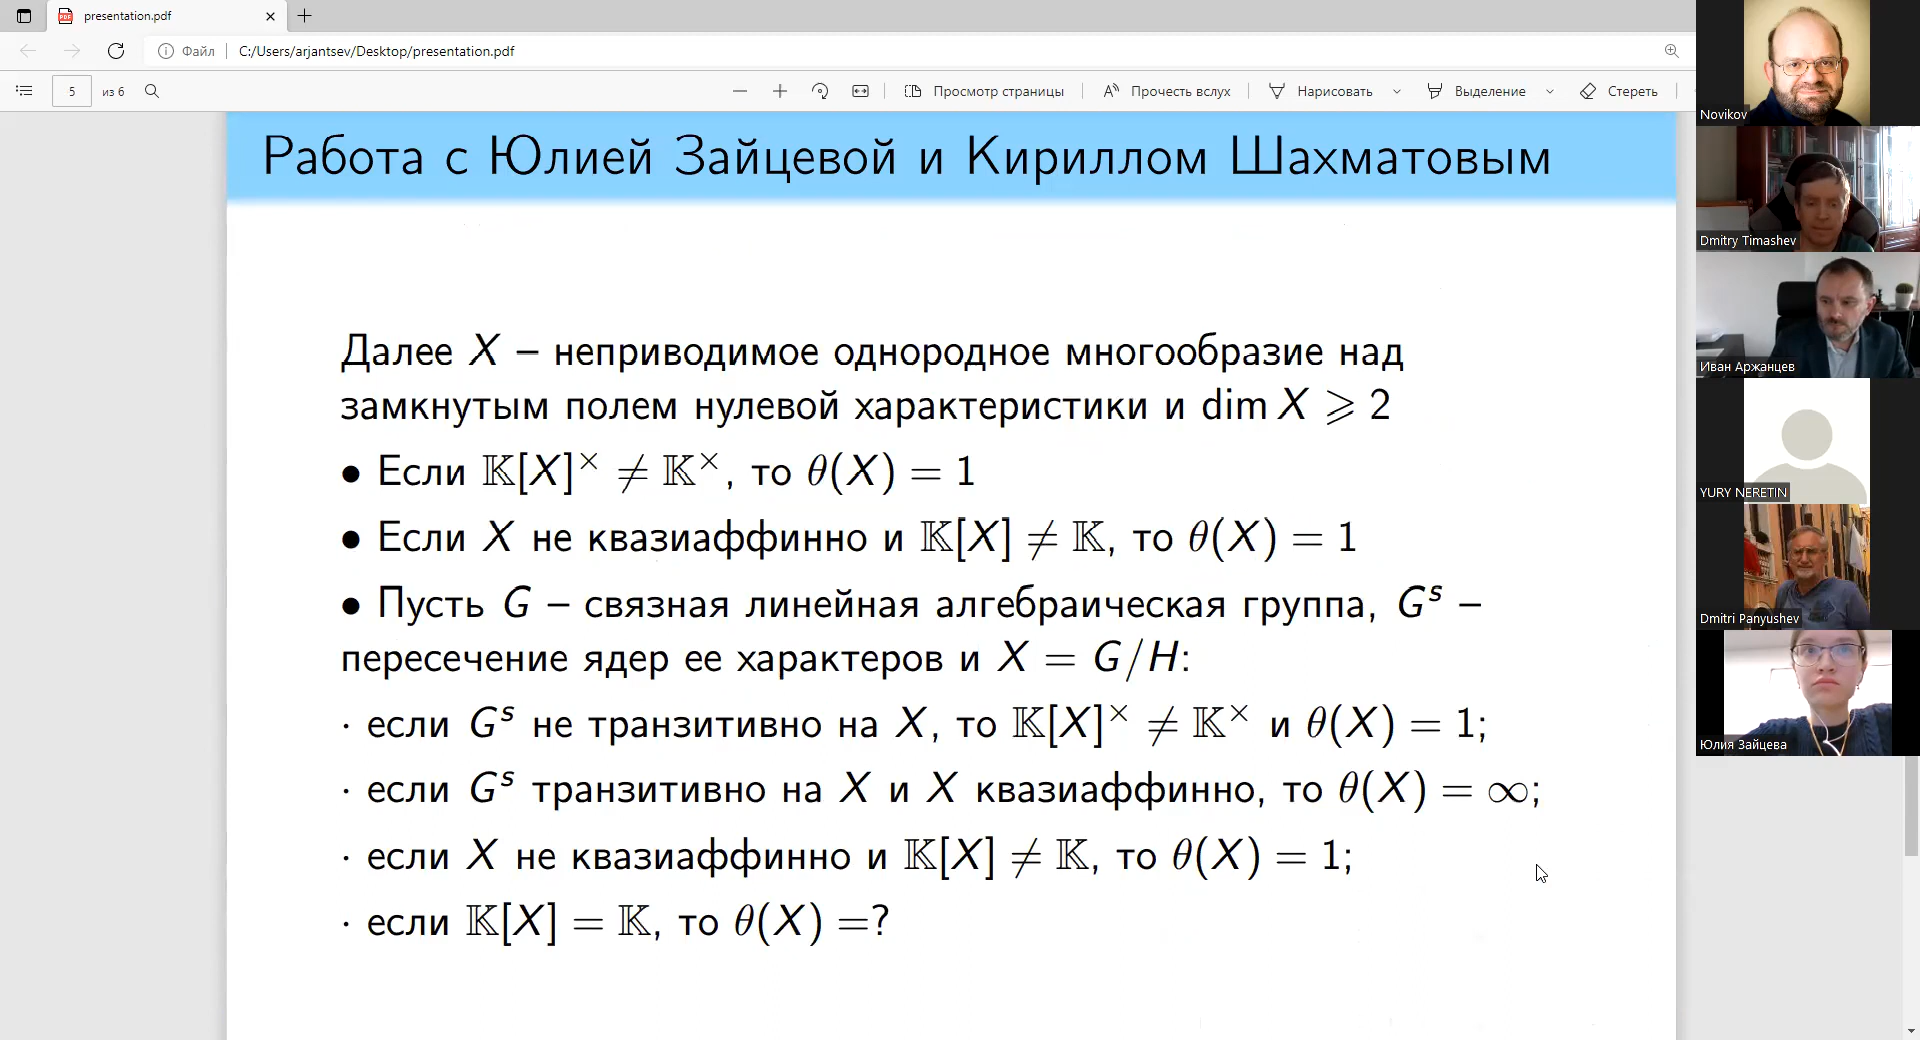 presentation.pdf
Файл C:/Users/arjantsev/Desktop/presentation.pdf
5 из 6 Просмотр страницы Прочесть вслух Нарисовать Выделение Стереть
Работа с Юлией Зайцевой и Кириллом Шахматовым
Далее X – неприводимое однородное многообразие над
замкнутым полем нулевой характеристики и dim X ⩾ 2
• Если 𝕂[X]^× ≠ 𝕂^×, то θ(X) = 1
• Если X не квазиаффинно и 𝕂[X] ≠ 𝕂, то θ(X) = 1
• Пусть G – связная линейная алгебраическая группа, G^s –
пересечение ядер ее характеров и X = G/H:
· если G^s не транзитивно на X, то 𝕂[X]^× ≠ 𝕂^× и θ(X) = 1;
· если G^s транзитивно на X и X квазиаффинно, то θ(X) = ∞;
· если X не квазиаффинно и 𝕂[X] ≠ 𝕂, то θ(X) = 1;
· если 𝕂[X] = 𝕂, то θ(X) =?
Novikov
Dmitry Timashev
Иван Аржанцев
YURY NERETIN
Dmitri Panyushev
Юлия Зайцева